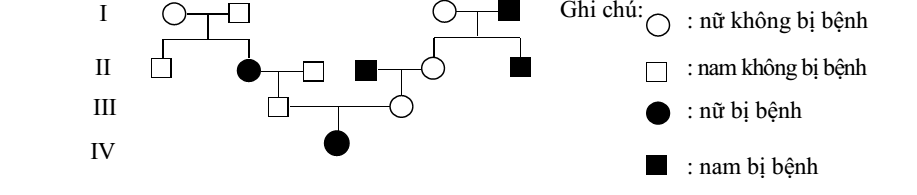 I
Ghi chú:
: nữ không bị bệnh
II
: nam không bị bệnh
III
: nữ bị bệnh
IV
: nam bị bệnh